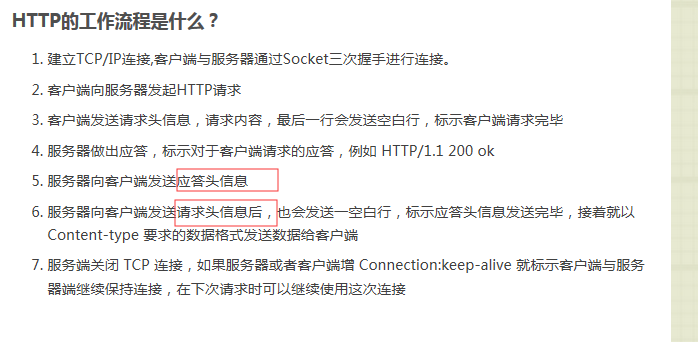 HTTP的工作流程是什么？
1. 建立TCP/IP连接,客户端与服务器通过Socket三次握手进行连接。
2. 客户端向服务器发起HTTP请求
3. 客户端发送请求头信息，请求内容，最后一行会发送空白行，标示客户端请求完毕
4. 服务器做出应答，标示对于客户端请求的应答，例如 HTTP/1.1 200 ok
5. 服务器向客户端发送应答头信息
6. 服务器向客户端发送请求头信息后，也会发送一空白行，标示应答头信息发送完毕，接着就以
Content-type 要求的数据格式发送数据给客户端
7. 服务端关闭 TCP 连接，如果服务器或者客户端增 Connection:keep-alive 就标示客户端与服务
器端继续保持连接，在下次请求时可以继续使用这次连接